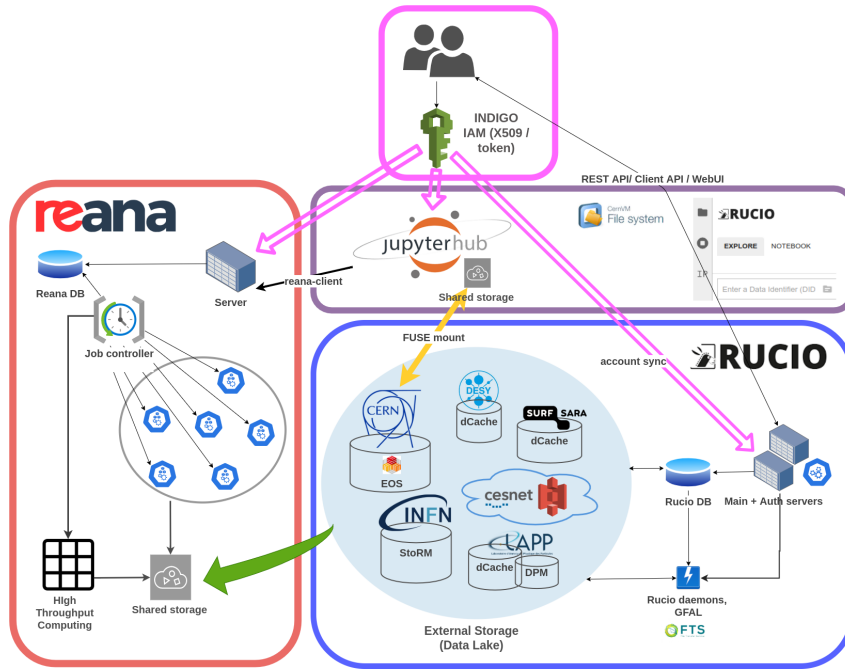 INDIGO
IAM (X509 /
token)
REST API/ Client API / WebUI
reana
jupyterhub
CernVM
File system
RUCIO
EXPLORE
NOTEBOOK
Enter a Data Identifier (DID
Reana DB
Server
reana-client
Shared storage
Job controller
FUSE mount
account sync
RUCIO
CERN
EOS
DESY
dCache
SURF SARA
dCache
cesnet
INFN
StoRM
LAPP
dCache
DPM
Rucio DB
Main + Auth servers
HIgh
Throughput
Computing
Shared storage
Rucio daemons,
GFAL
FTS
External Storage
(Data Lake)